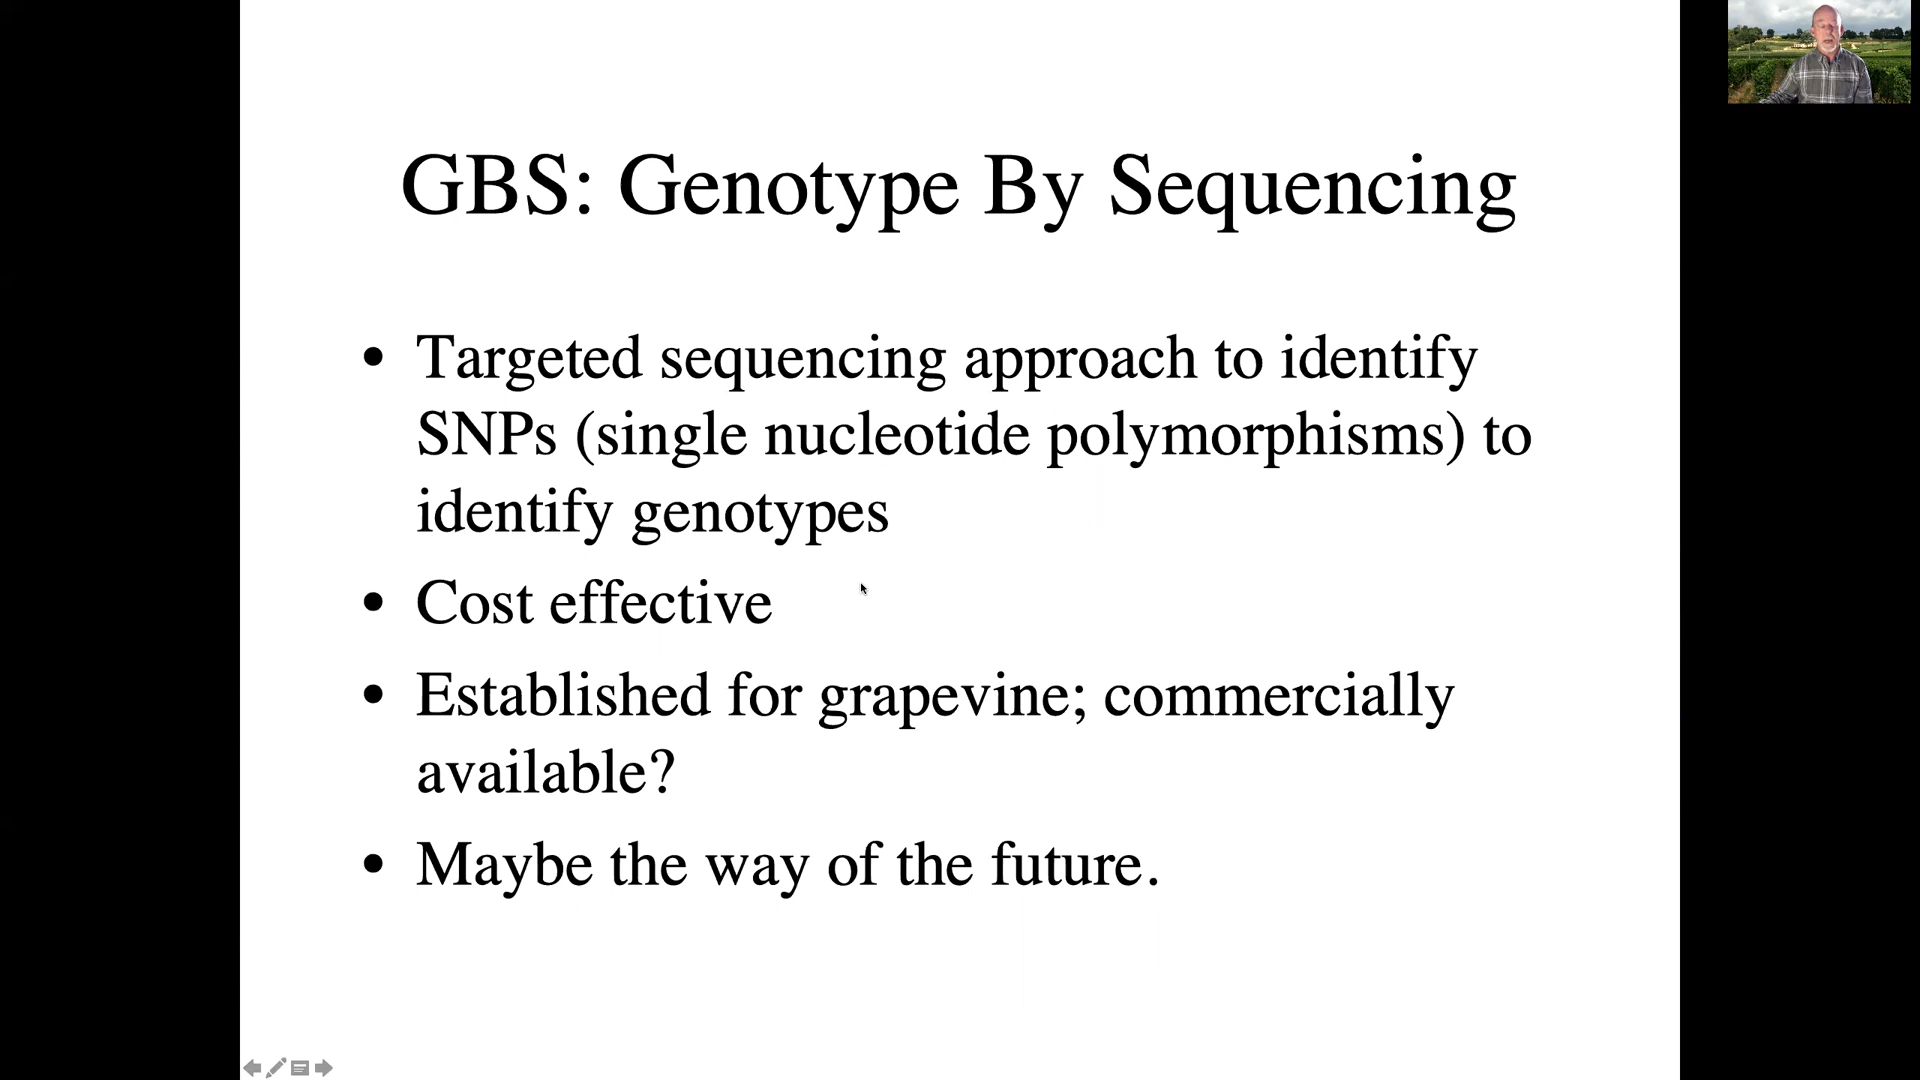 GBS: Genotype By Sequencing
• Targeted sequencing approach to identify
SNPs (single nucleotide polymorphisms) to
identify genotypes
• Cost effective
• Established for grapevine; commercially
available?
• Maybe the way of the future.